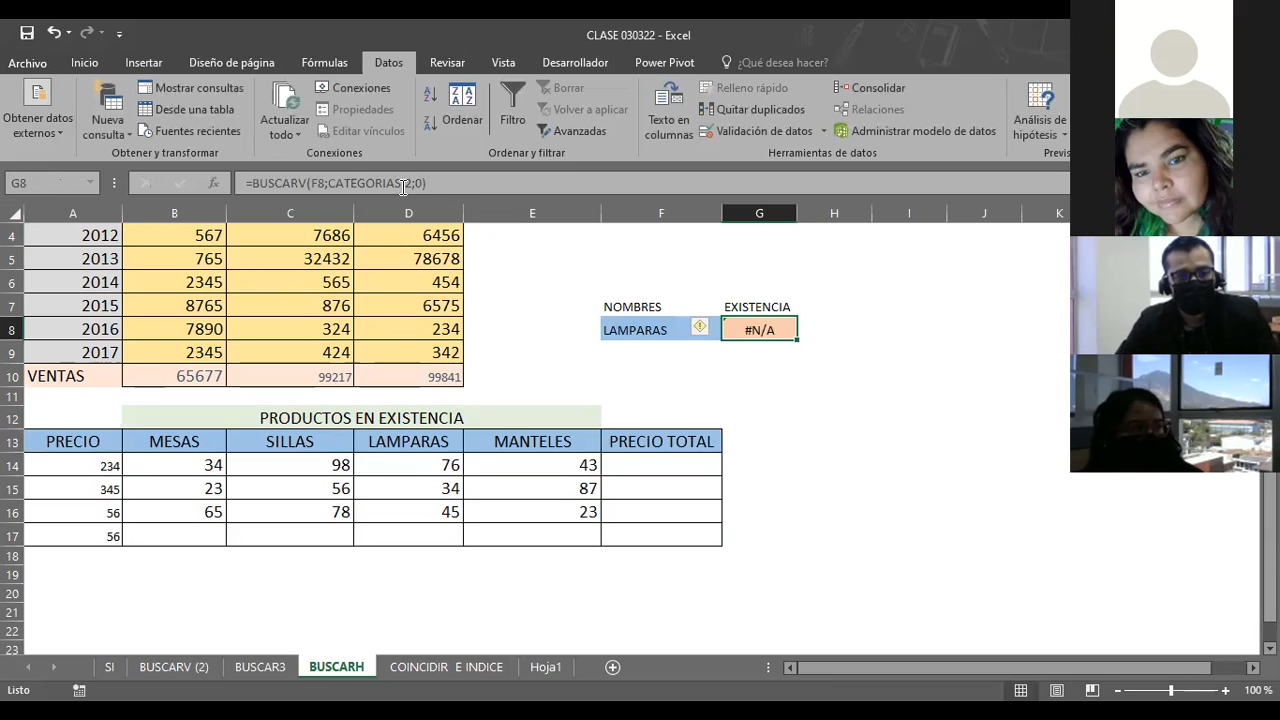 CLASE 030322 - Excel
Archivo Inicio Insertar Diseño de página Fórmulas Datos Revisar Vista Desarrollador Power Pivot ¿Qué desea hacer?
Obtener datos externos
Nueva consulta
Mostrar consultas
Desde una tabla
Fuentes recientes
Obtener y transformar
Actualizar todo
Conexiones
Propiedades
Editar vínculos
Conexiones
Ordenar
Filtro
Borrar
Volver a aplicar
Avanzadas
Ordenar y filtrar
Texto en columnas
Relleno rápido
Quitar duplicados
Validación de datos
Consolidar
Relaciones
Administrar modelo de datos
Análisis de hipótesis
Previs
G8 fx =BUSCARV(F8;CATEGORIAS;2;0)
A B C D E F G H I J K
4 2012 567 7686 6456
5 2013 765 32432 78678
6 2014 2345 565 454
7 2015 8765 876 6575 NOMBRES EXISTENCIA
8 2016 7890 324 234 LAMPARAS #N/A
9 2017 2345 424 342
10 VENTAS 65677 99217 99841
11
12 PRODUCTOS EN EXISTENCIA
13 PRECIO MESAS SILLAS LAMPARAS MANTELES PRECIO TOTAL
14 234 34 98 76 43
15 345 23 56 34 87
16 56 65 78 45 23
17 56
18
19
20
21
22
23
SI BUSCARV (2) BUSCAR3 BUSCARH COINCIDIR E INDICE Hoja1
Listo 100 %